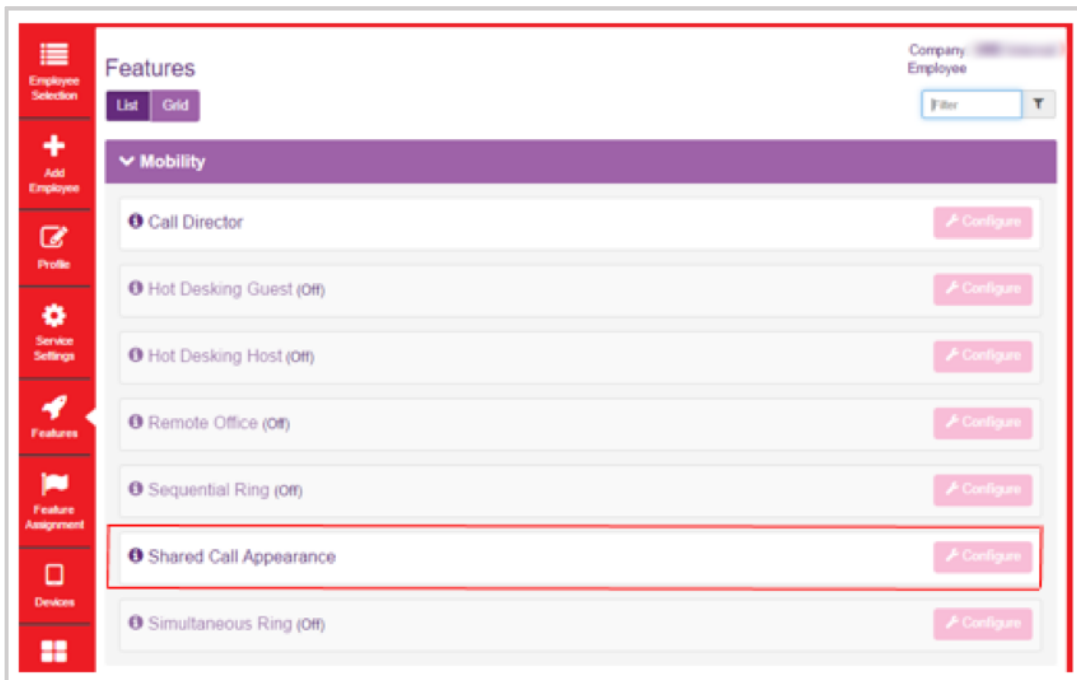 Employee
Selection
Add
Employee
Profile
Service
Settings
Features
Feature
Assignment
Devices
Features
Company
Employee
List
Grid
Filter
Mobility
Call Director
Configure
Hot Desking Guest (Off)
Configure
Hot Desking Host (Off)
Configure
Remote Office (Off)
Configure
Sequential Ring (Off)
Configure
Shared Call Appearance
Configure
Simultaneous Ring (Off)
Configure